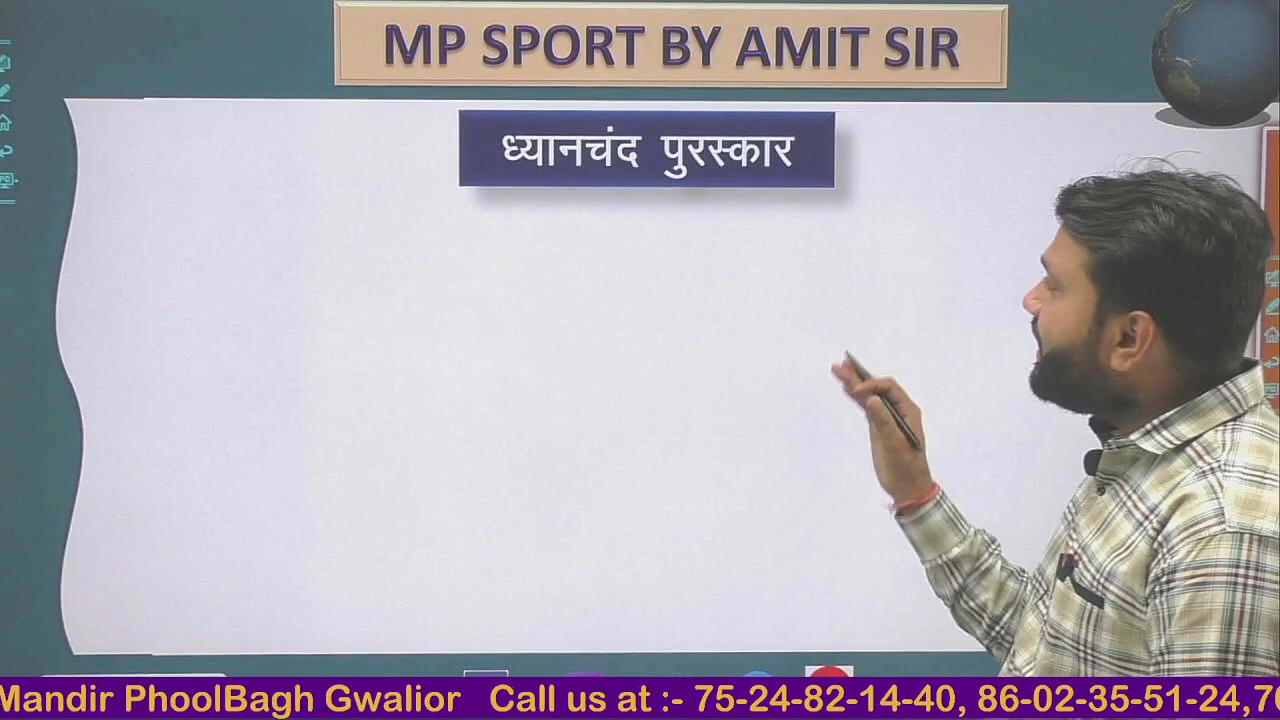 MP SPORT BY AMIT SIR
ध्यानचंद पुरस्कार
Mandir PhoolBagh Gwalior Call us at :- 75-24-82-14-40, 86-02-35-51-24,70